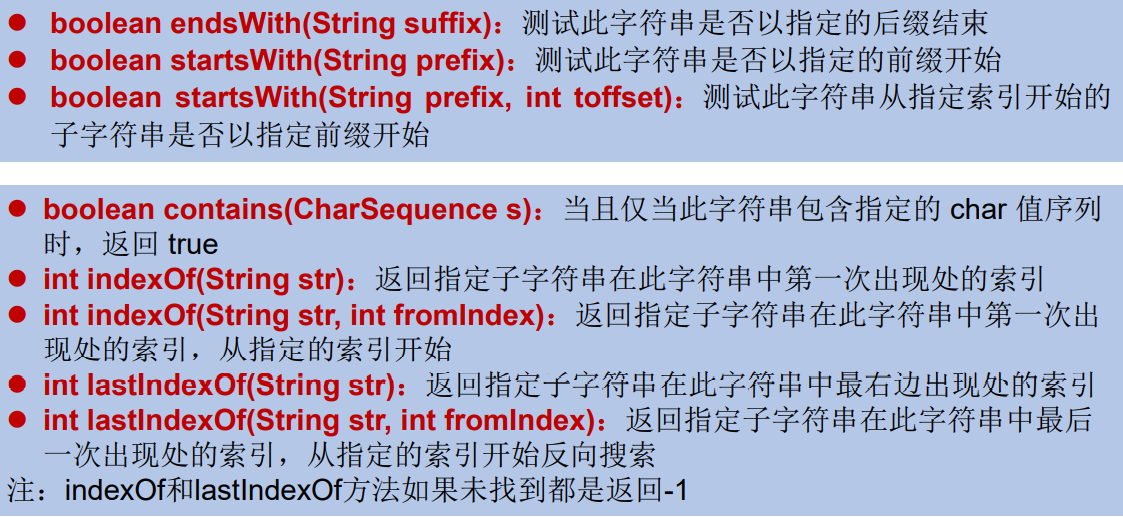 ● boolean endsWith(String suffix)：测试此字符串是否以指定的后缀结束
● boolean startsWith(String prefix)：测试此字符串是否以指定的前缀开始
● boolean startsWith(String prefix, int toffset)：测试此字符串从指定索引开始的
子字符串是否以指定前缀开始
● boolean contains(CharSequence s)：当且仅当此字符串包含指定的 char 值序列
时，返回 true
● int indexOf(String str)：返回指定子字符串在此字符串中第一次出现处的索引
● int indexOf(String str, int fromIndex)：返回指定子字符串在此字符串中第一次出
现处的索引，从指定的索引开始
● int lastIndexOf(String str)：返回指定子字符串在此字符串中最右边出现处的索引
● int lastIndexOf(String str, int fromIndex)：返回指定子字符串在此字符串中最后
一次出现处的索引，从指定的索引开始反向搜索
注：indexOf和lastIndexOf方法如果未找到都是返回-1